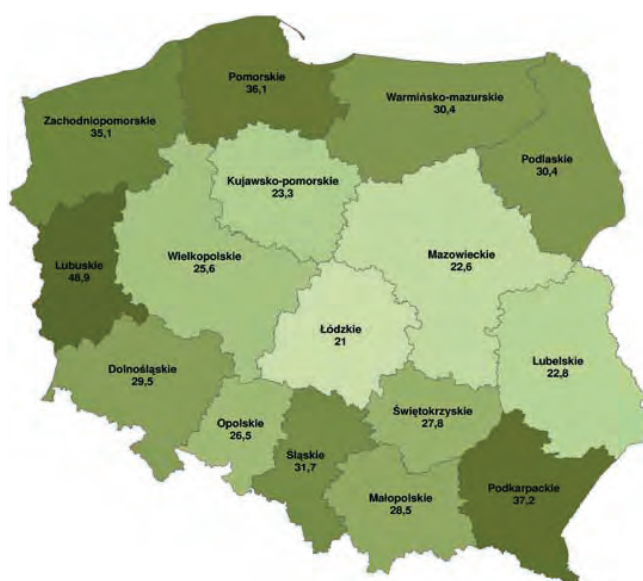 Pomorskie
36,1
Warmińsko-mazurskie
30,4
Zachodniopomorskie
35,1
Podlaskie
30,4
Kujawsko-pomorskie
23,3
Lubuskie
48,9
Wielkopolskie
25,6
Mazowieckie
22,6
Łódzkie
21
Lubelskie
22,8
Dolnośląskie
29,5
Świętokrzyskie
27,8
Opolskie
26,5
Śląskie
31,7
Małopolskie
28,5
Podkarpackie
37,2